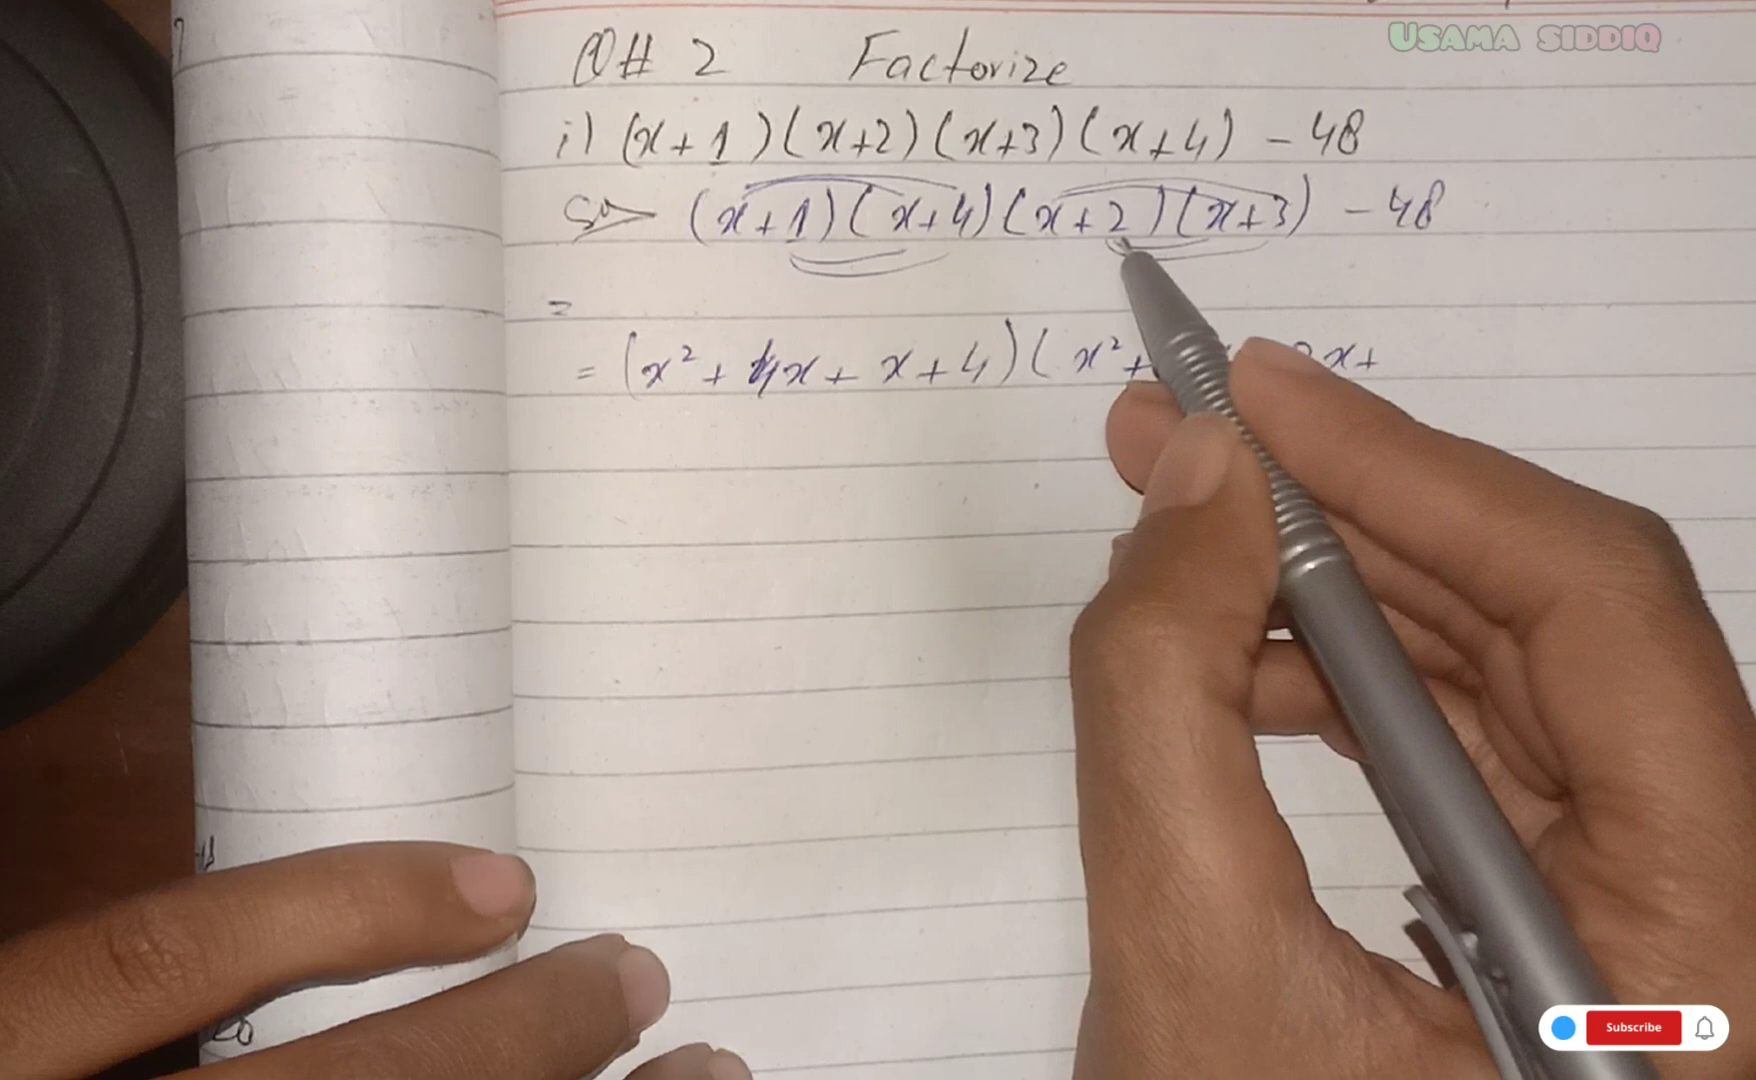 USAMA SIDDIQ
Q# 2 Factorize
i) (x+1)(x+2)(x+3)(x+4) - 48
(x+1)(x+4)(x+2)(x+3) - 48
=
= (x² + 4x + x + 4)(x² + x +
Subscribe